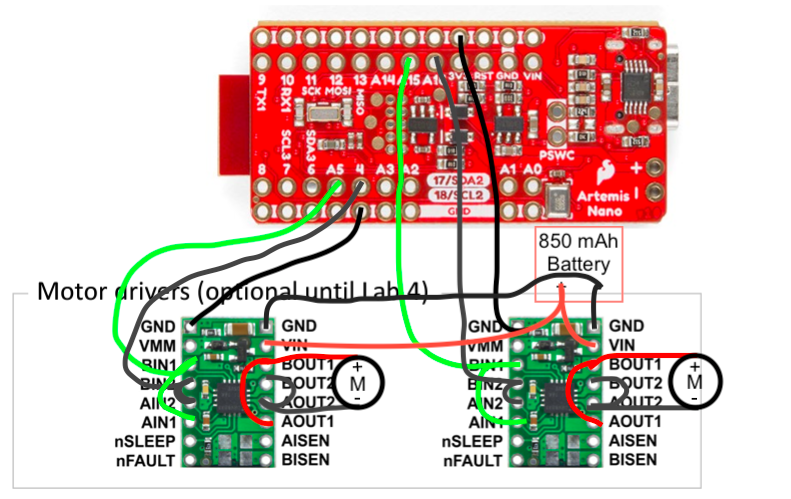 9 10 11 12 13 A14 A15 A16 3V3 RST GND VIN
TX1 RX1 SCK MOSI MISO
PSWC
SCL3 SDA3
8 7 6 A5 4 A3 A2 17/SDA2 A1 A0
18/SCL2
GND
+
-
Artemis
Nano
850 mAh
Battery
- +
Motor drivers (optional until Lab 4)
GND GND GND GND
VMM VIN VMM VIN
BIN1 BOUT1 + BIN1 BOUT1 +
BIN2 BOUT2 M BIN2 BOUT2 M
AIN2 AOUT2 - AIN2 AOUT2 -
AIN1 AOUT1 AIN1 AOUT1
nSLEEP AISEN nSLEEP AISEN
nFAULT BISEN nFAULT BISEN